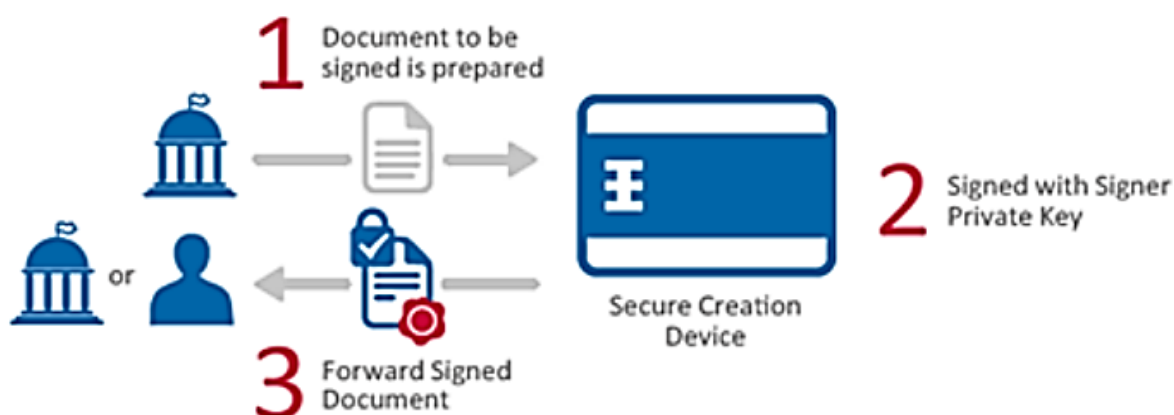 1 Document to be
signed is prepared
2 Signed with Signer
Private Key
or
Secure Creation
Device
3 Forward Signed
Document